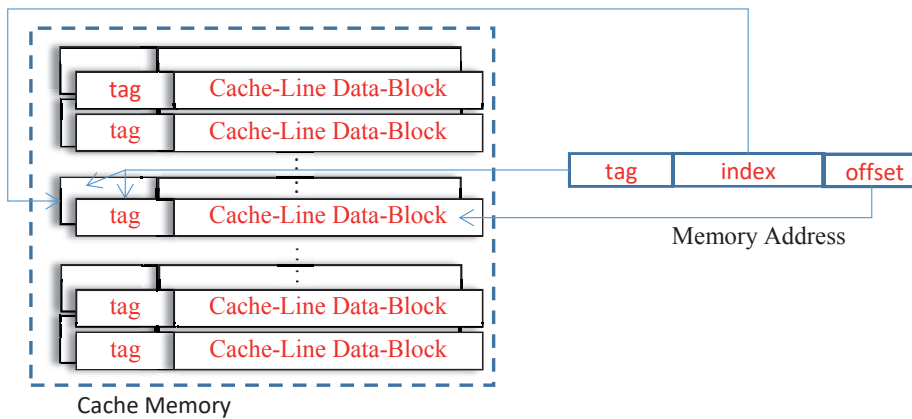 tag Cache-Line Data-Block
tag Cache-Line Data-Block
tag index offset
tag Cache-Line Data-Block
Memory Address
tag Cache-Line Data-Block
tag Cache-Line Data-Block
Cache Memory